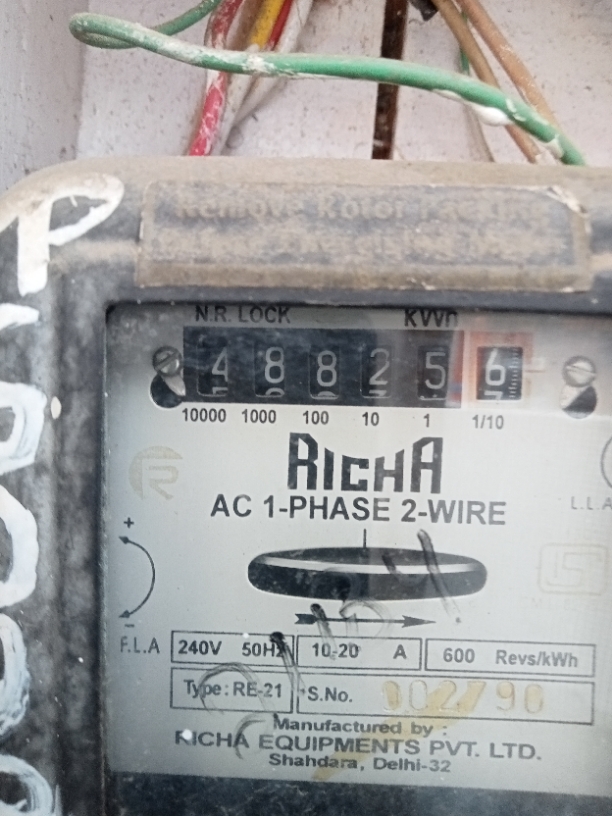 Remove Rotor Packing
N.R. LOCK KWh
4 8 8 2 5 6
10000 1000 100 10 1 1/10
RICHA
AC 1-PHASE 2-WIRE
L.L.A
+
-
F.L.A 240V 50Hz 10-20 A 600 Revs/kWh
Type: RE-21 S.No.
Manufactured by :
RICHA EQUIPMENTS PVT. LTD.
Shahdara, Delhi-32